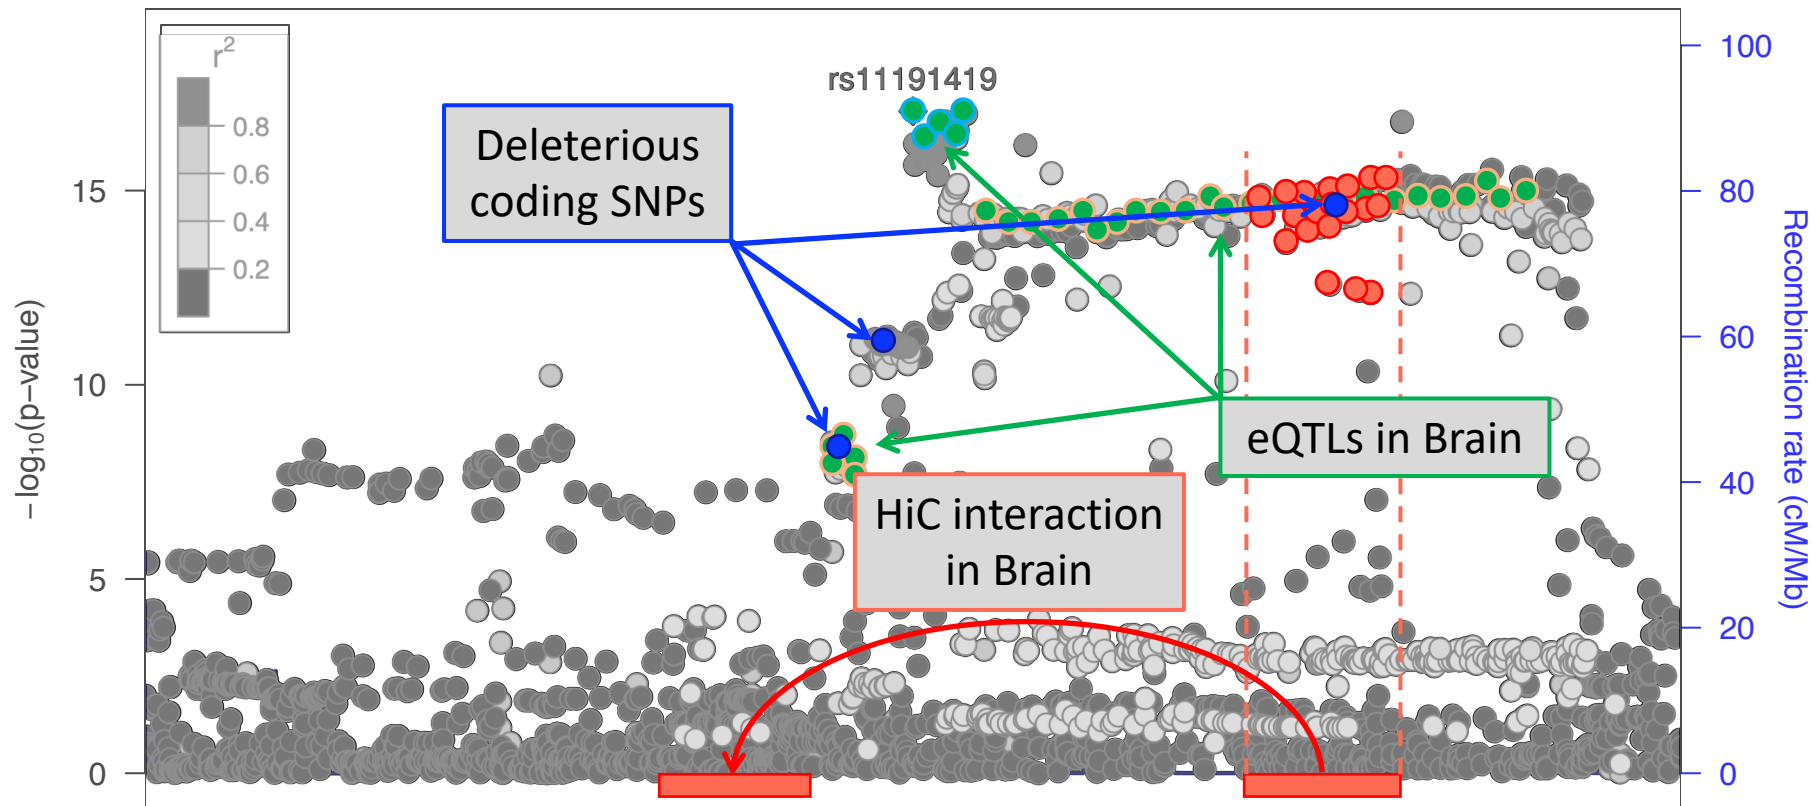 r2
0.8
0.6
0.4
0.2
rs11191419
Deleterious
coding SNPs
eQTLs in Brain
HiC interaction
in Brain
−log10(p−value)
15
10
5
0
Recombination rate (cM/Mb)
100
80
60
40
20
0